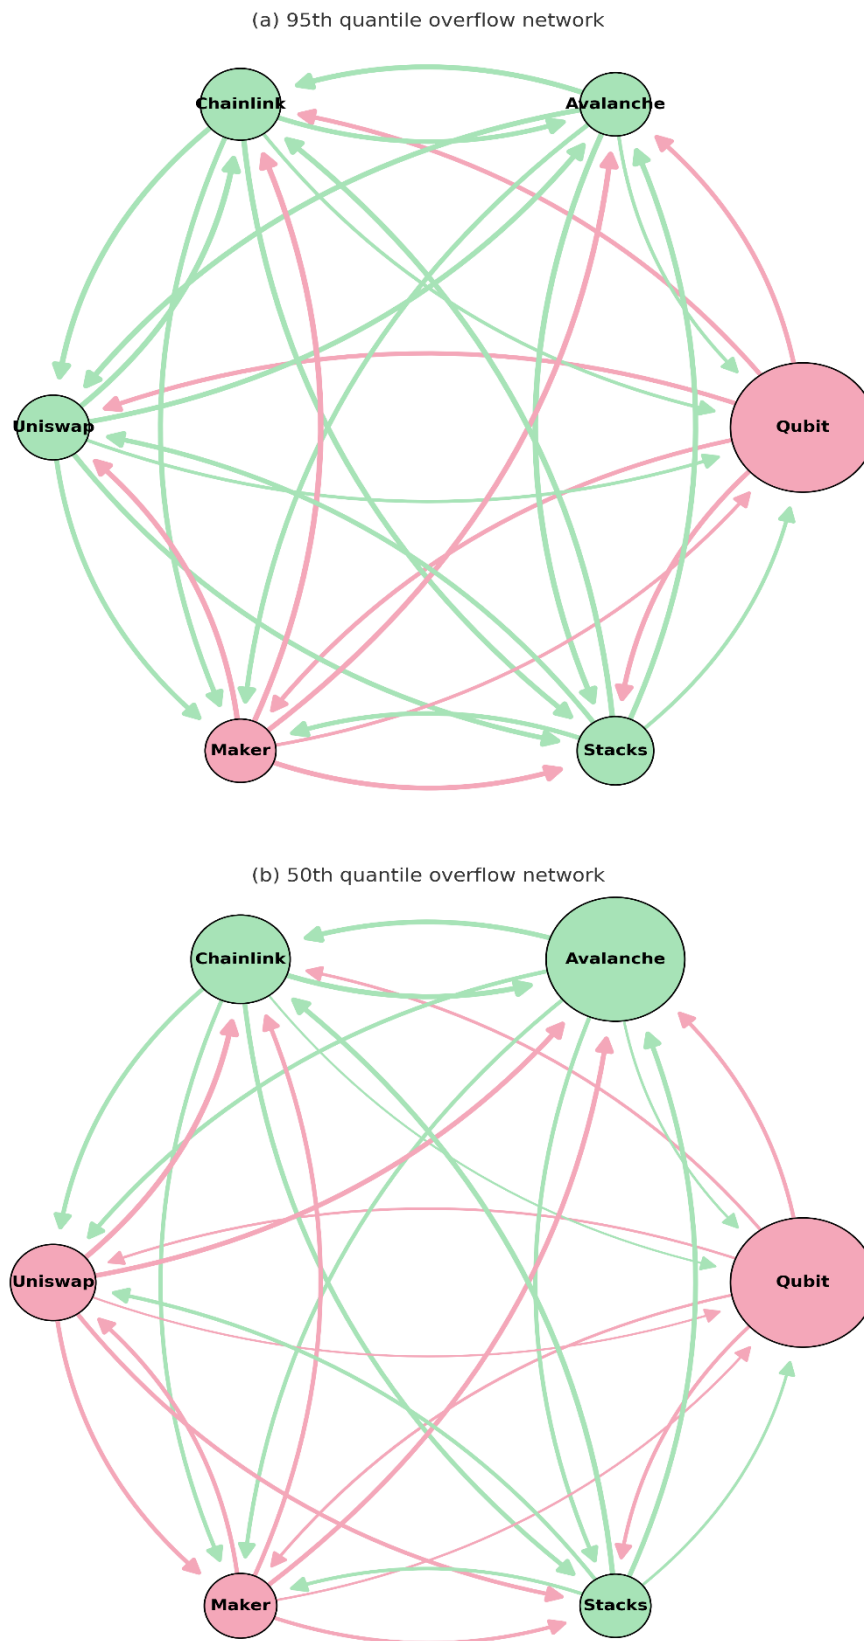 (a) 95th quantile overflow network
Chainlink
Avalanche
Uniswap
Qubit
Maker
Stacks
(b) 50th quantile overflow network
Chainlink
Avalanche
Uniswap
Qubit
Maker
Stacks